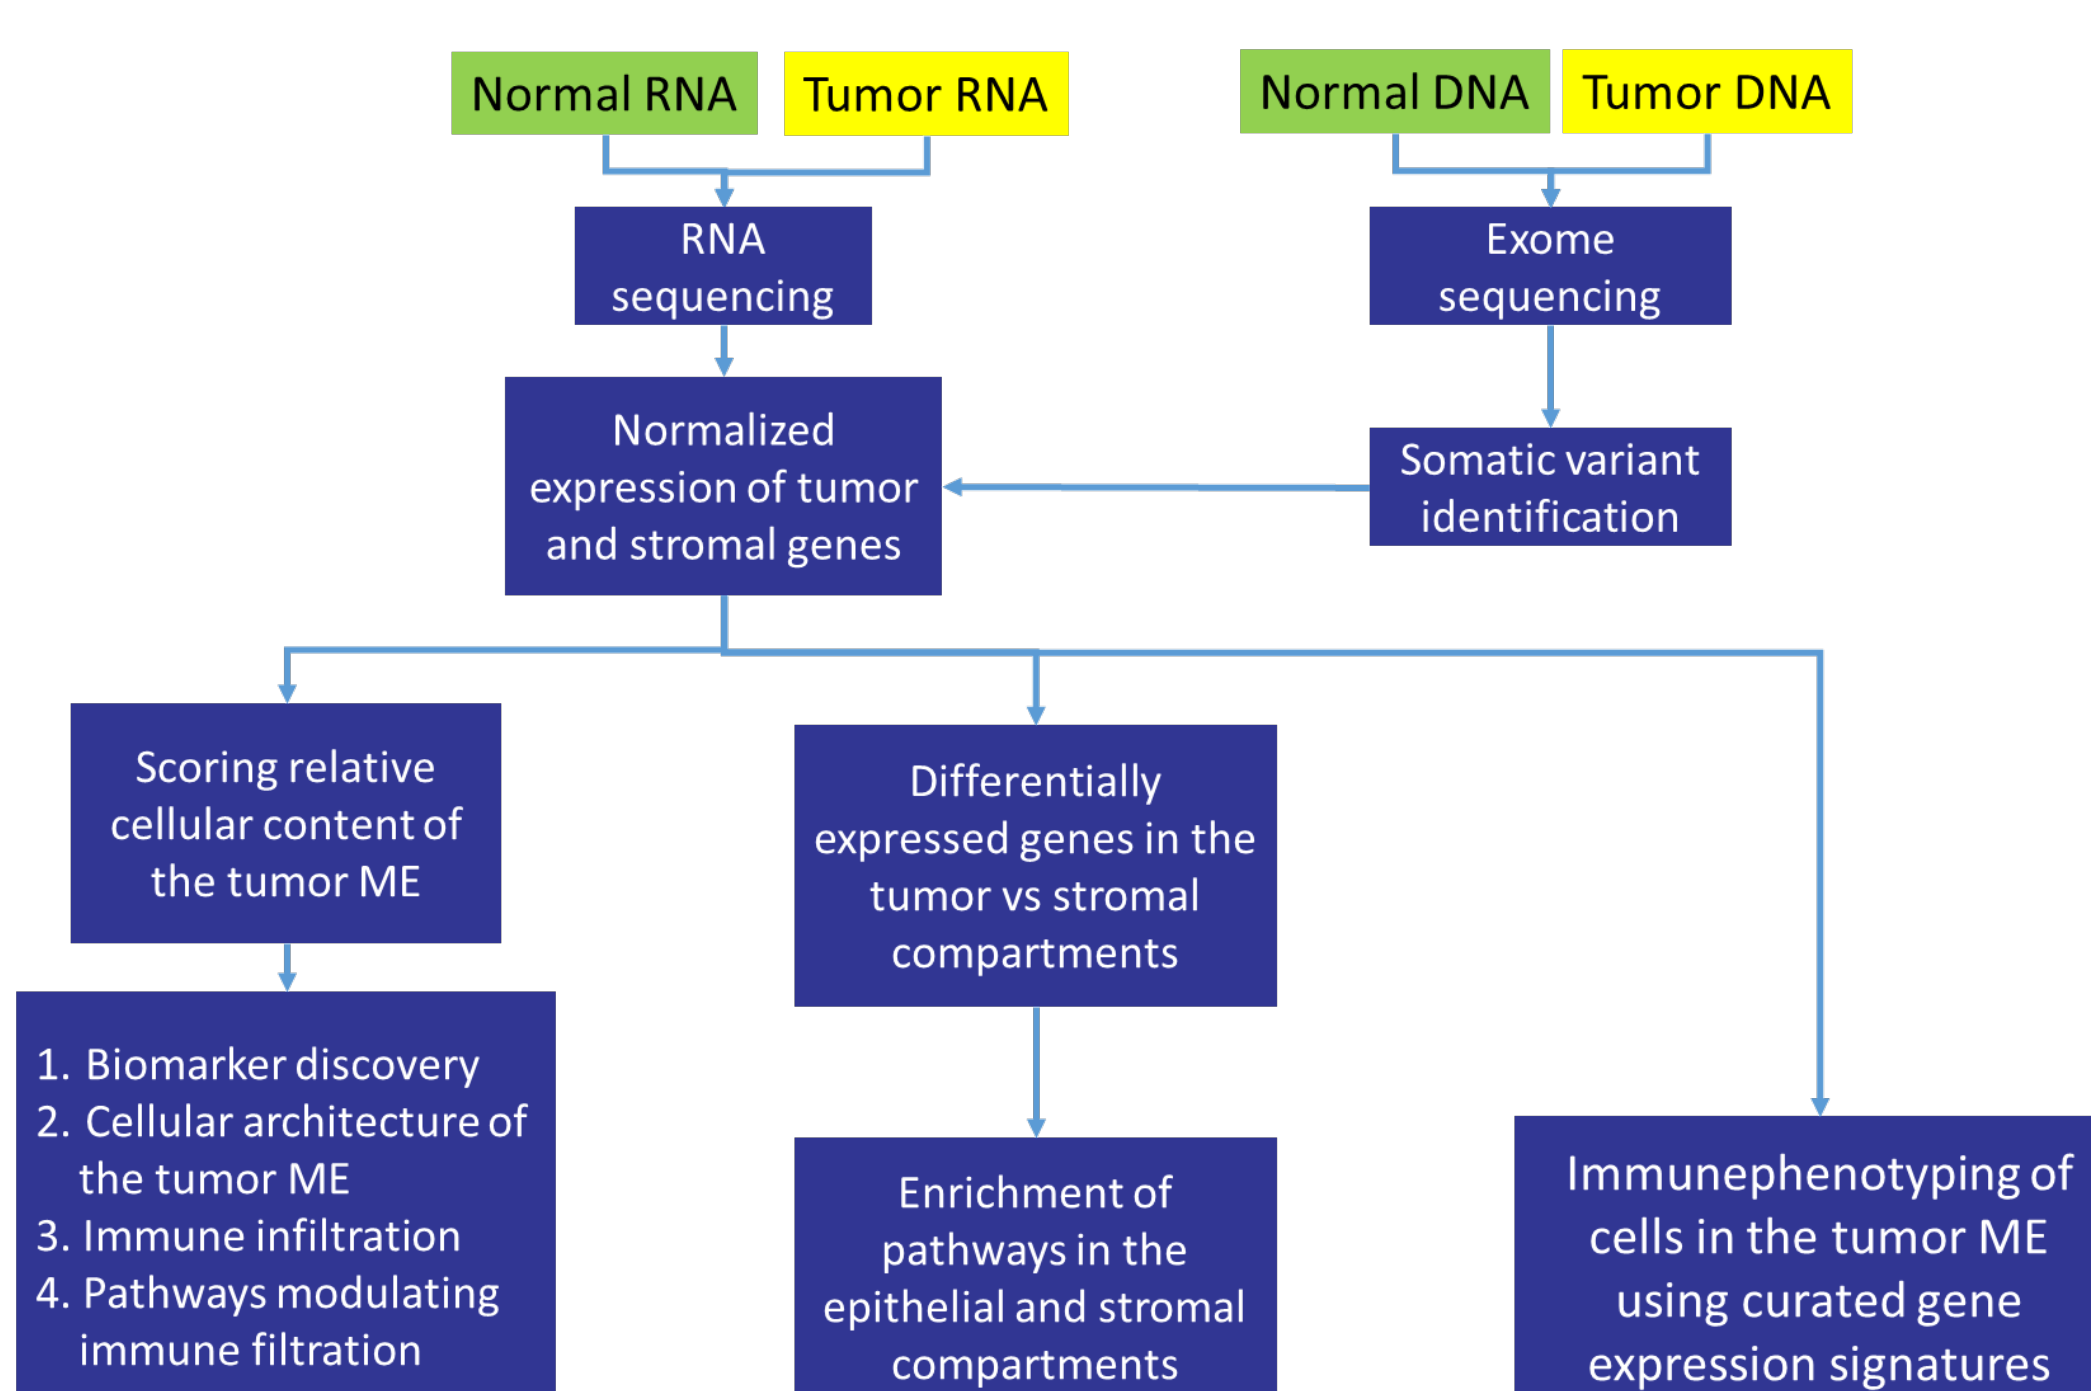 Normal RNA
Tumor RNA
Normal DNA
Tumor DNA
RNA
sequencing
Exome
sequencing
Normalized
expression of tumor
and stromal genes
Somatic variant
identification
Scoring relative
cellular content of
the tumor ME
Differentially
expressed genes in the
tumor vs stromal
compartments
1. Biomarker discovery
2. Cellular architecture of
the tumor ME
3. Immune infiltration
4. Pathways modulating
immune filtration
Enrichment of
pathways in the
epithelial and stromal
compartments
Immunephenotyping of
cells in the tumor ME
using curated gene
expression signatures